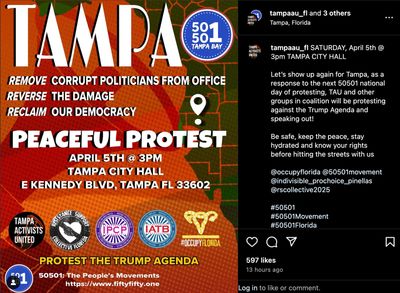 TAMPA
50
501
TAMPA BAY
REMOVE CORRUPT POLITICIANS FROM OFFICE
REVERSE THE DAMAGE
RECLAIM OUR DEMOCRACY
PEACEFUL PROTEST
APRIL 5TH @ 3PM
TAMPA CITY HALL
E KENNEDY BLVD, TAMPA FL 33602
TAMPA
ACTIVISTS
UNITED
IPCP
IATB
#OCCUPYFLORIDA
PROTEST THE TRUMP AGENDA
50501: The People's Movements
https://www.fiftyfifty.one
tampaau_fl and 3 others
Tampa, Florida
tampaau_fl SATURDAY, April 5th @
3pm TAMPA CITY HALL
Let's show up again for Tampa, as a
response to the next 50501 national
day of protesting, TAU and other
groups in coalition will be protesting
against the Trump Agenda and
speaking out!
Be safe, keep the peace, stay
hydrated and know your rights
before hitting the streets with us
@occupyflorida @50501movement
@indivisible_prochoice_pinellas
@rscollective2025
#50501
#50501Movement
#50501Florida
597 likes
13 hours ago
Log in to like or comment.